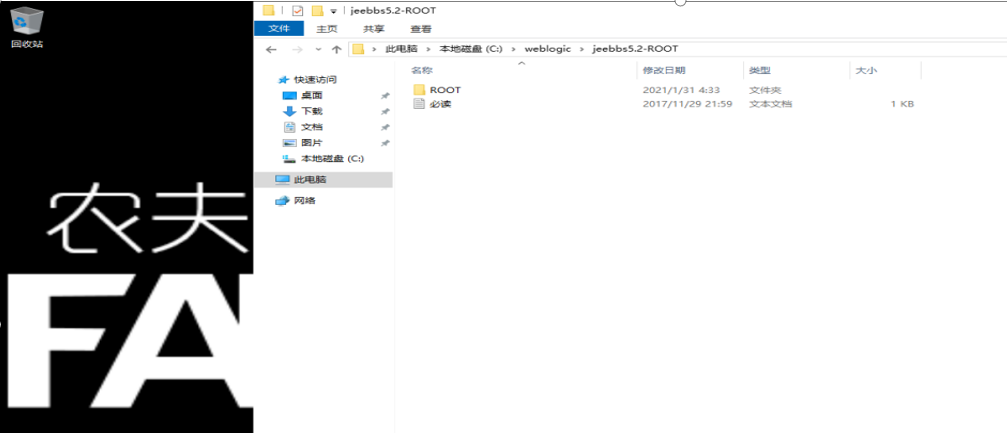 回收站
农夫
FA
jeebbs5.2-ROOT
文件 主页 共享 查看
此电脑 本地磁盘 (C:) weblogic jeebbs5.2-ROOT
名称 修改日期 类型 大小
ROOT 2021/1/31 4:33 文件夹
必读 2017/11/29 21:59 文本文档 1 KB
快速访问
桌面
下载
文档
图片
本地磁盘 (C:)
此电脑
网络